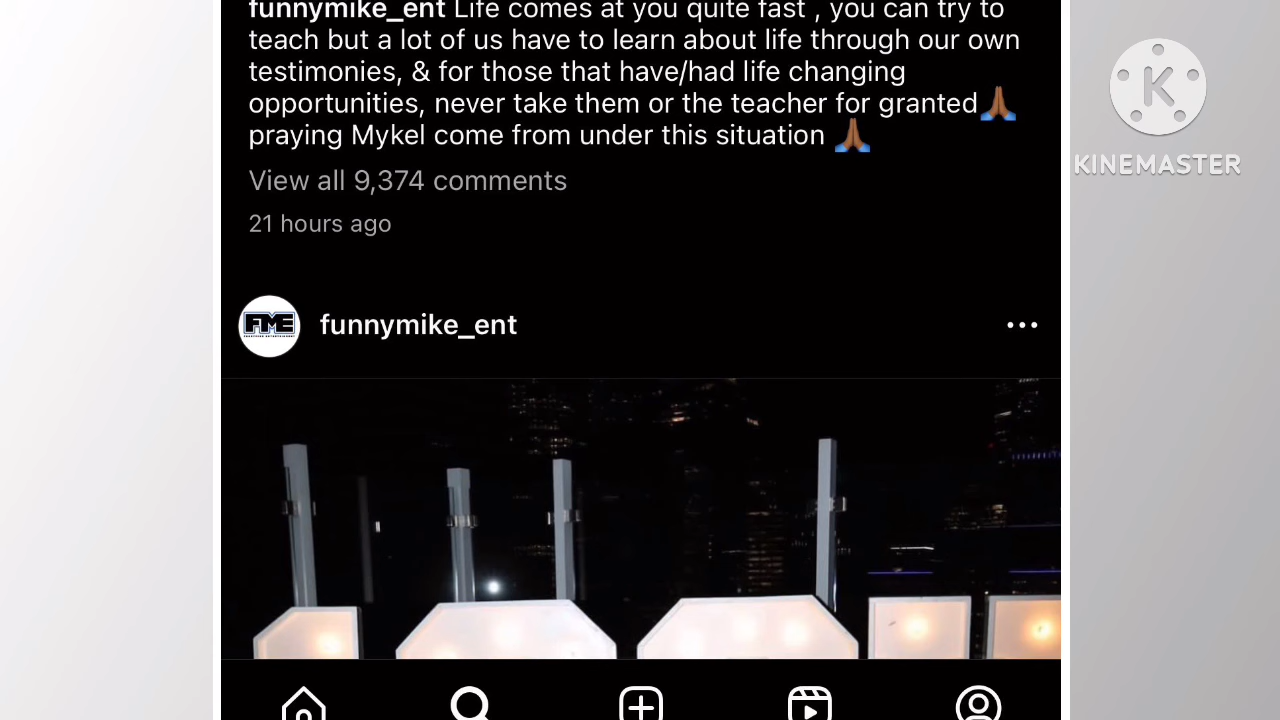 funnymike_ent Life comes at you quite fast , you can try to
teach but a lot of us have to learn about life through our own
testimonies, & for those that have/had life changing
opportunities, never take them or the teacher for granted🙏🏾
praying Mykel come from under this situation 🙏🏾
View all 9,374 comments
21 hours ago
FME
funnymike_ent
K
KINEMASTER